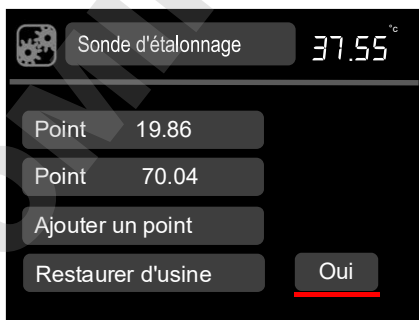 Sonde d'étalonnage 37.55 °c
Point 19.86
Point 70.04
Ajouter un point
Restaurer d'usine Oui